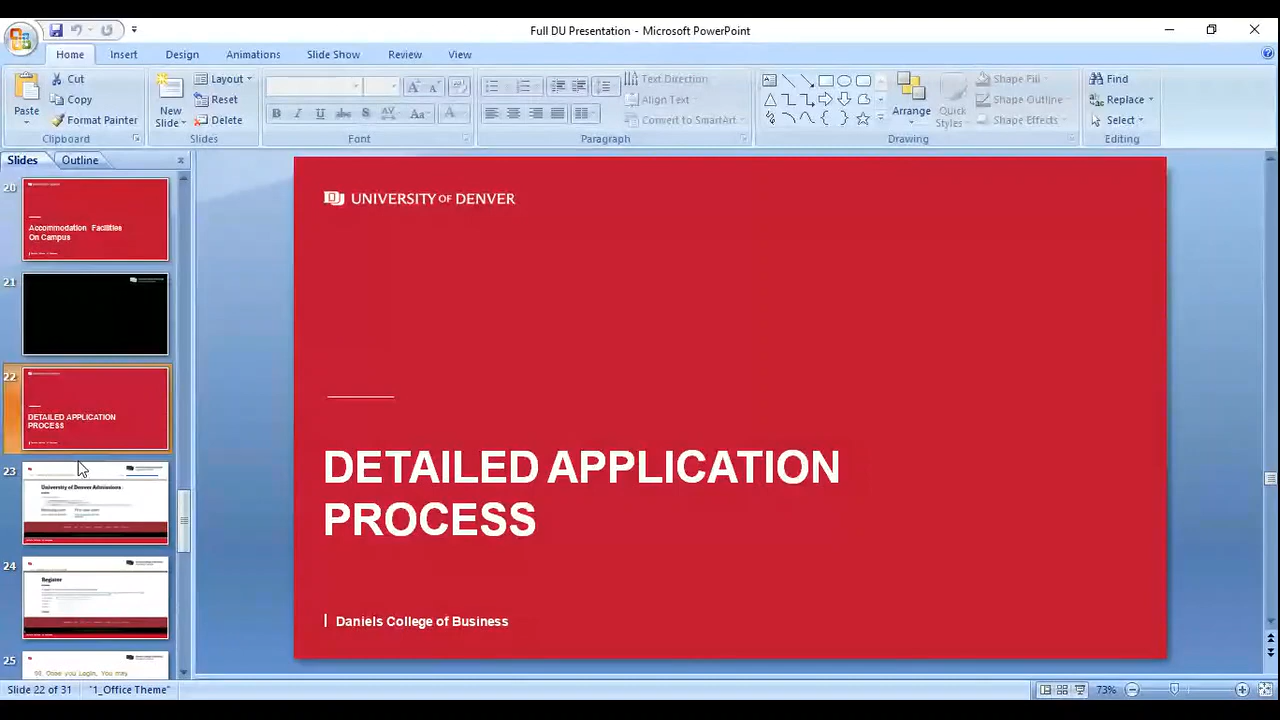 Full DU Presentation - Microsoft PowerPoint
Home Insert Design Animations Slide Show Review View
Paste
Cut
Copy
Format Painter
Clipboard
New Slide
Layout
Reset
Delete
Slides
B I U S AV Aa A
Font
Paragraph
Text Direction
Align Text
Convert to SmartArt
Arrange
Quick Styles
Shape Fill
Shape Outline
Shape Effects
Drawing
Find
Replace
Select
Editing
Slides Outline
20
Accommodation Facilities
On Campus
21
22
DETAILED APPLICATION
PROCESS
23
University of Denver Admissions
24
Register
25
UNIVERSITY OF DENVER
DETAILED APPLICATION
PROCESS
Daniels College of Business
Slide 22 of 31 "1_Office Theme" 73%